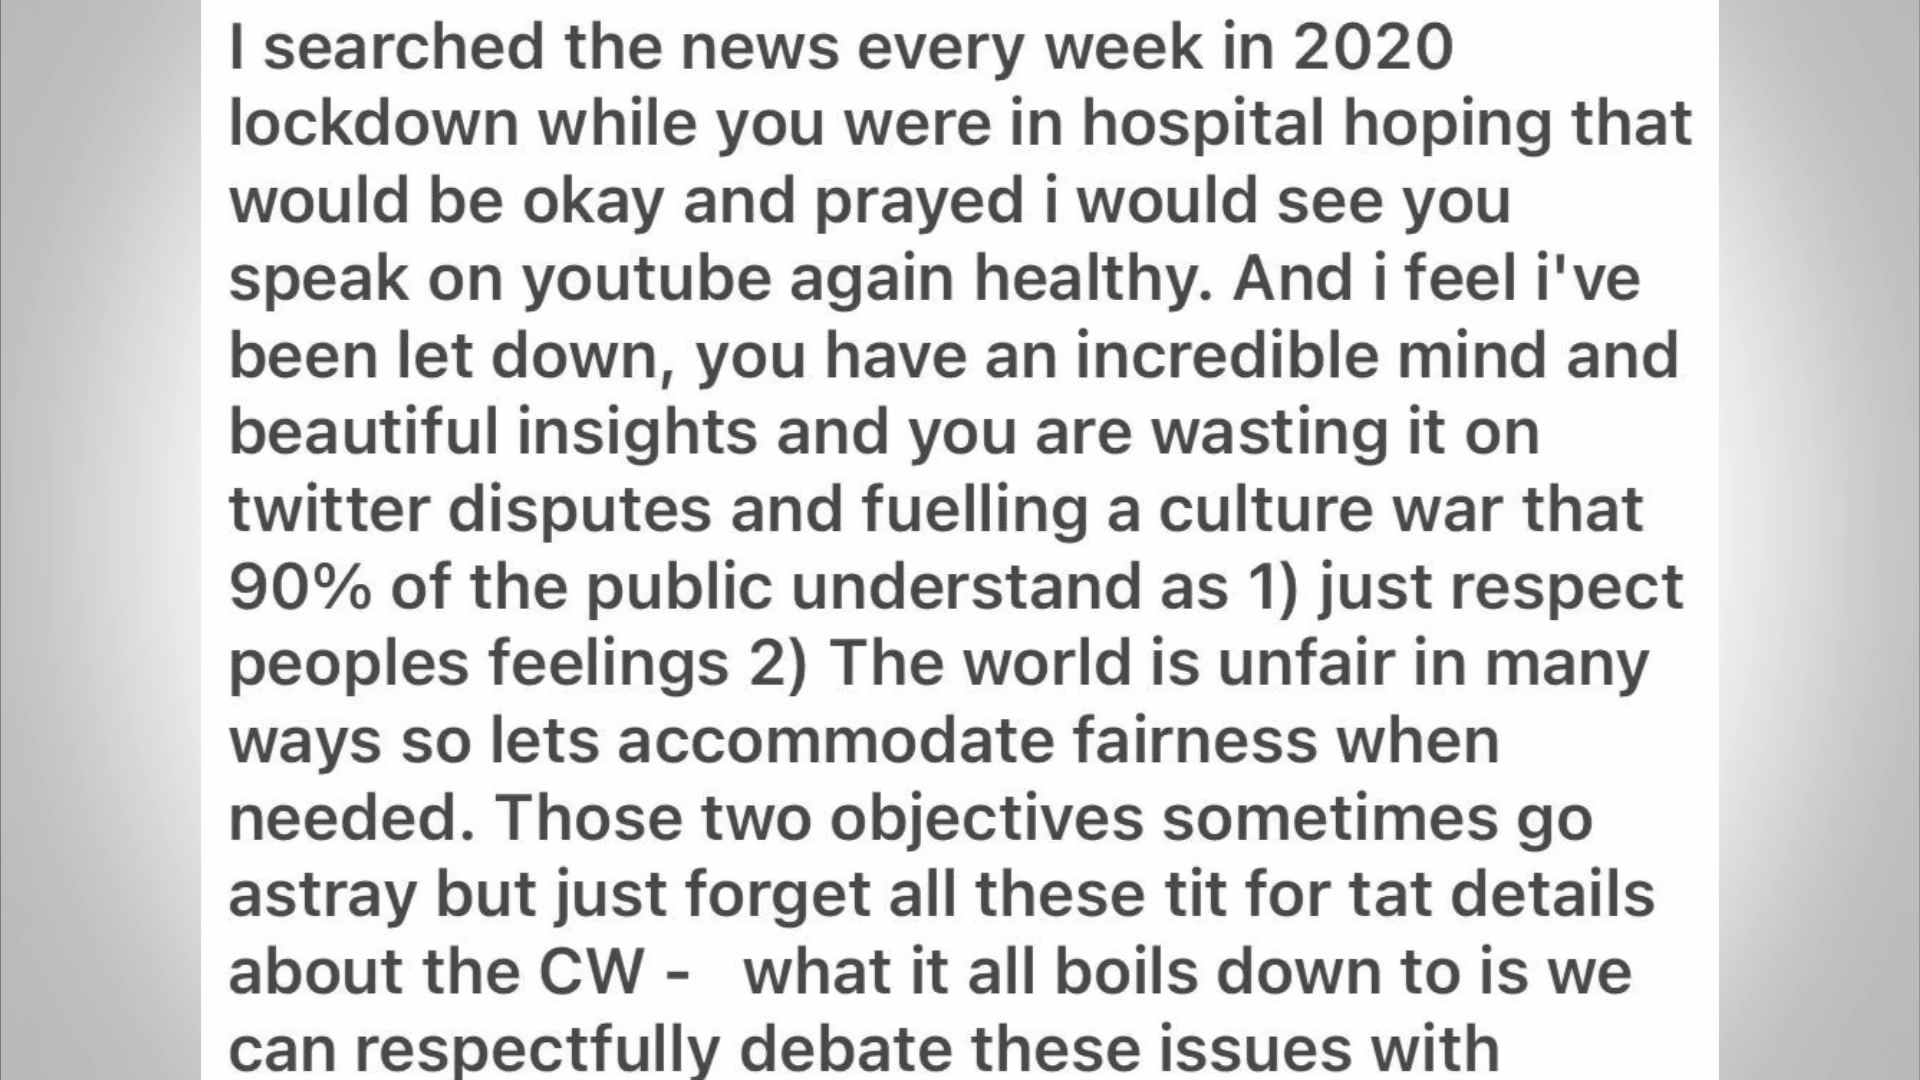 I searched the news every week in 2020
lockdown while you were in hospital hoping that
would be okay and prayed i would see you
speak on youtube again healthy. And i feel i've
been let down, you have an incredible mind and
beautiful insights and you are wasting it on
twitter disputes and fuelling a culture war that
90% of the public understand as 1) just respect
peoples feelings 2) The world is unfair in many
ways so lets accommodate fairness when
needed. Those two objectives sometimes go
astray but just forget all these tit for tat details
about the CW -   what it all boils down to is we
can respectfully debate these issues with